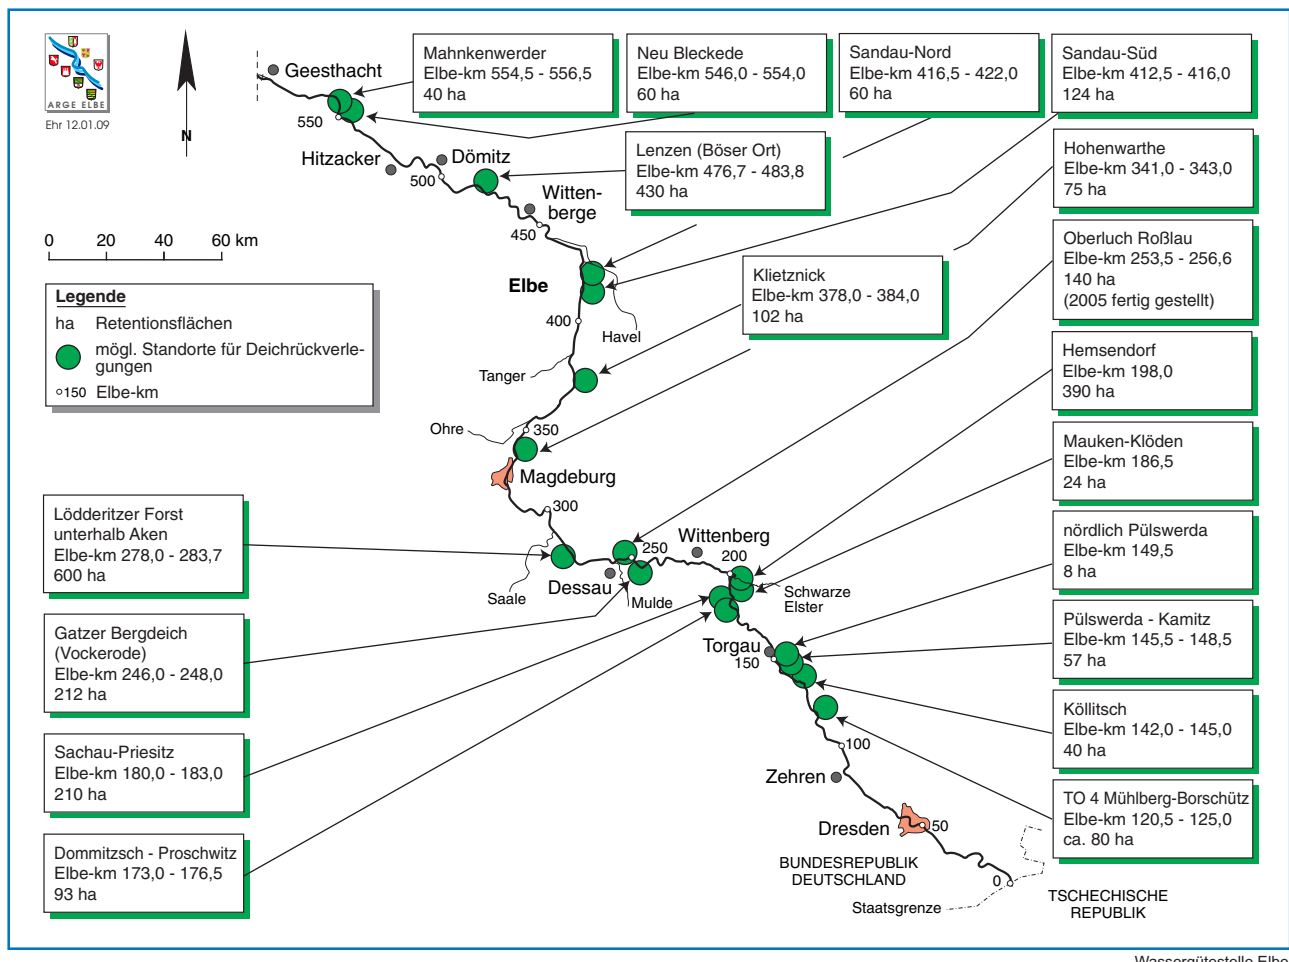 ARGE ELBE
Ehr 12.01.09
N
Geesthacht
Mahnkenwerder
Elbe-km 554,5 - 556,5
40 ha
Neu Bleckede
Elbe-km 546,0 - 554,0
60 ha
Sandau-Nord
Elbe-km 416,5 - 422,0
60 ha
Sandau-Süd
Elbe-km 412,5 - 416,0
124 ha
550
Hitzacker
Dömitz
500
Lenzen (Böser Ort)
Elbe-km 476,7 - 483,8
430 ha
Hohenwarthe
Elbe-km 341,0 - 343,0
75 ha
Witten-
berge
450
0 20 40 60 km
Oberluch Roßlau
Elbe-km 253,5 - 256,6
140 ha
(2005 fertig gestellt)
Elbe
Klietznick
Elbe-km 378,0 - 384,0
102 ha
Legende
ha Retentionsflächen
mögl. Standorte für Deichrückverle-
gungen
150 Elbe-km
400
Havel
Tanger
Hemsendorf
Elbe-km 198,0
390 ha
Ohre
350
Mauken-Klöden
Elbe-km 186,5
24 ha
Magdeburg
300
Lödderitzer Forst
unterhalb Aken
Elbe-km 278,0 - 283,7
600 ha
Wittenberg
250
200
nördlich Pülswerda
Elbe-km 149,5
8 ha
Dessau
Saale
Mulde
Schwarze
Elster
Gatzer Bergdeich
(Vockerode)
Elbe-km 246,0 - 248,0
212 ha
Torgau
150
Pülswerda - Kamitz
Elbe-km 145,5 - 148,5
57 ha
Köllitsch
Elbe-km 142,0 - 145,0
40 ha
Sachau-Priesitz
Elbe-km 180,0 - 183,0
210 ha
100
Zehren
TO 4 Mühlberg-Borschütz
Elbe-km 120,5 - 125,0
ca. 80 ha
Dresden
50
Dommitzsch - Proschwitz
Elbe-km 173,0 - 176,5
93 ha
BUNDESREPUBLIK
DEUTSCHLAND
0
Staatsgrenze
TSCHECHISCHE
REPUBLIK
Wassergütestelle Elbe